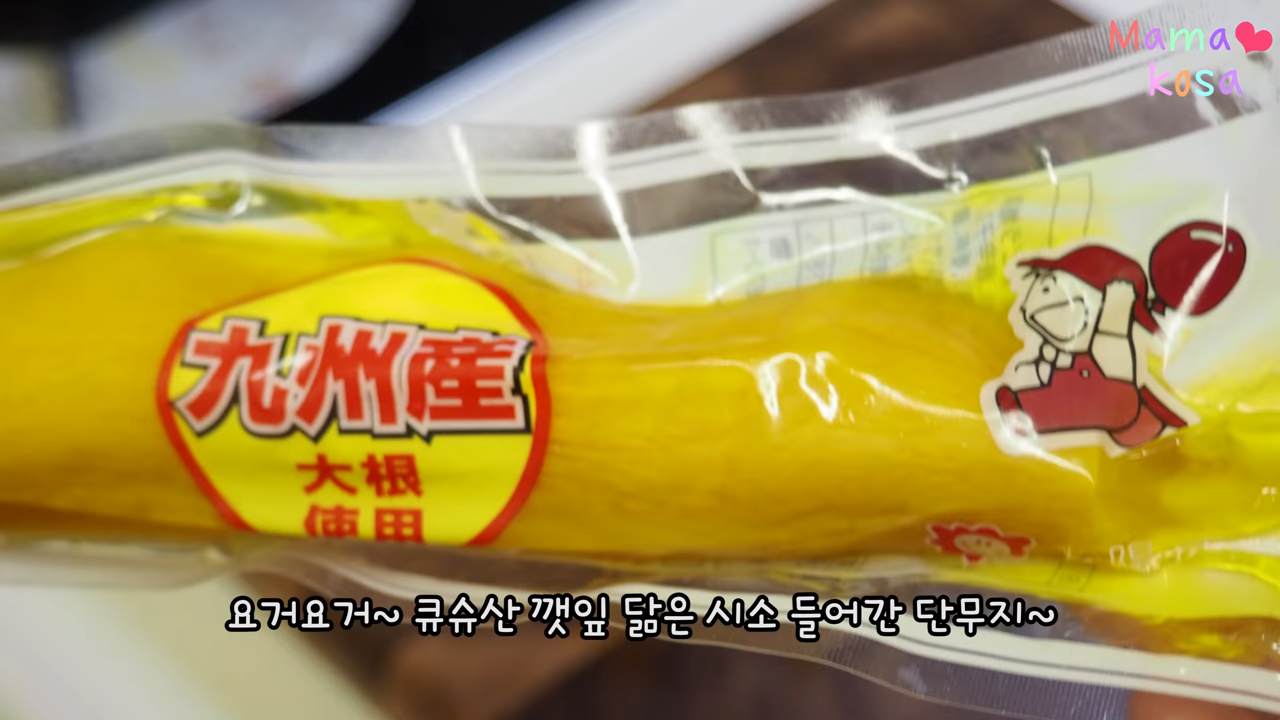 Mama
kosa
九州産
大根
使用
요거요거~ 큐슈산 깻잎 닮은 시소 들어간 단무지~